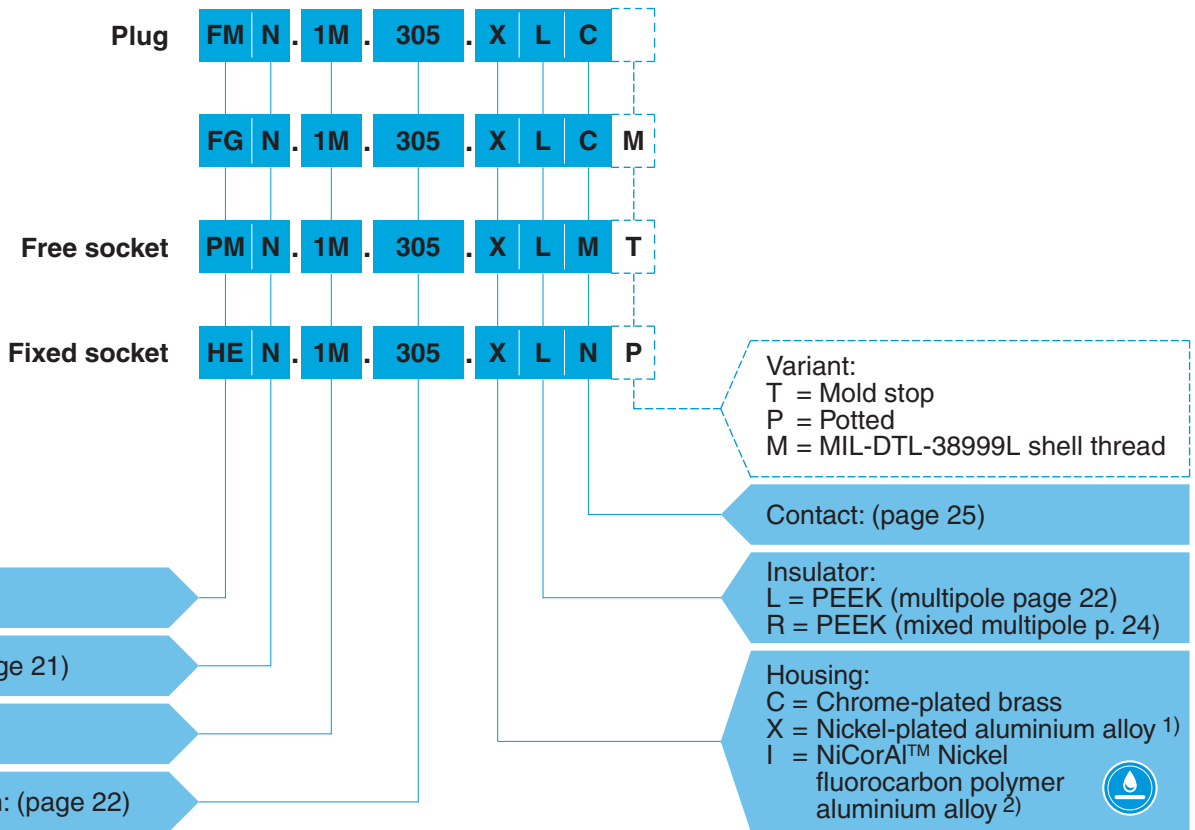 Plug FM N . 1M . 305 . X L C
FG N . 1M . 305 . X L C M
Free socket PM N . 1M . 305 . X L M T
Fixed socket HE N . 1M . 305 . X L N P
Variant:
T = Mold stop
P = Potted
M = MIL-DTL-38999L shell thread
Contact: (page 25)
Insulator:
L = PEEK (multipole page 22)
R = PEEK (mixed multipole p. 24)
ge 21)
: (page 22)
Housing:
C = Chrome-plated brass
X = Nickel-plated aluminium alloy 1)
I = NiCorAl™ Nickel
fluorocarbon polymer
aluminium alloy 2)